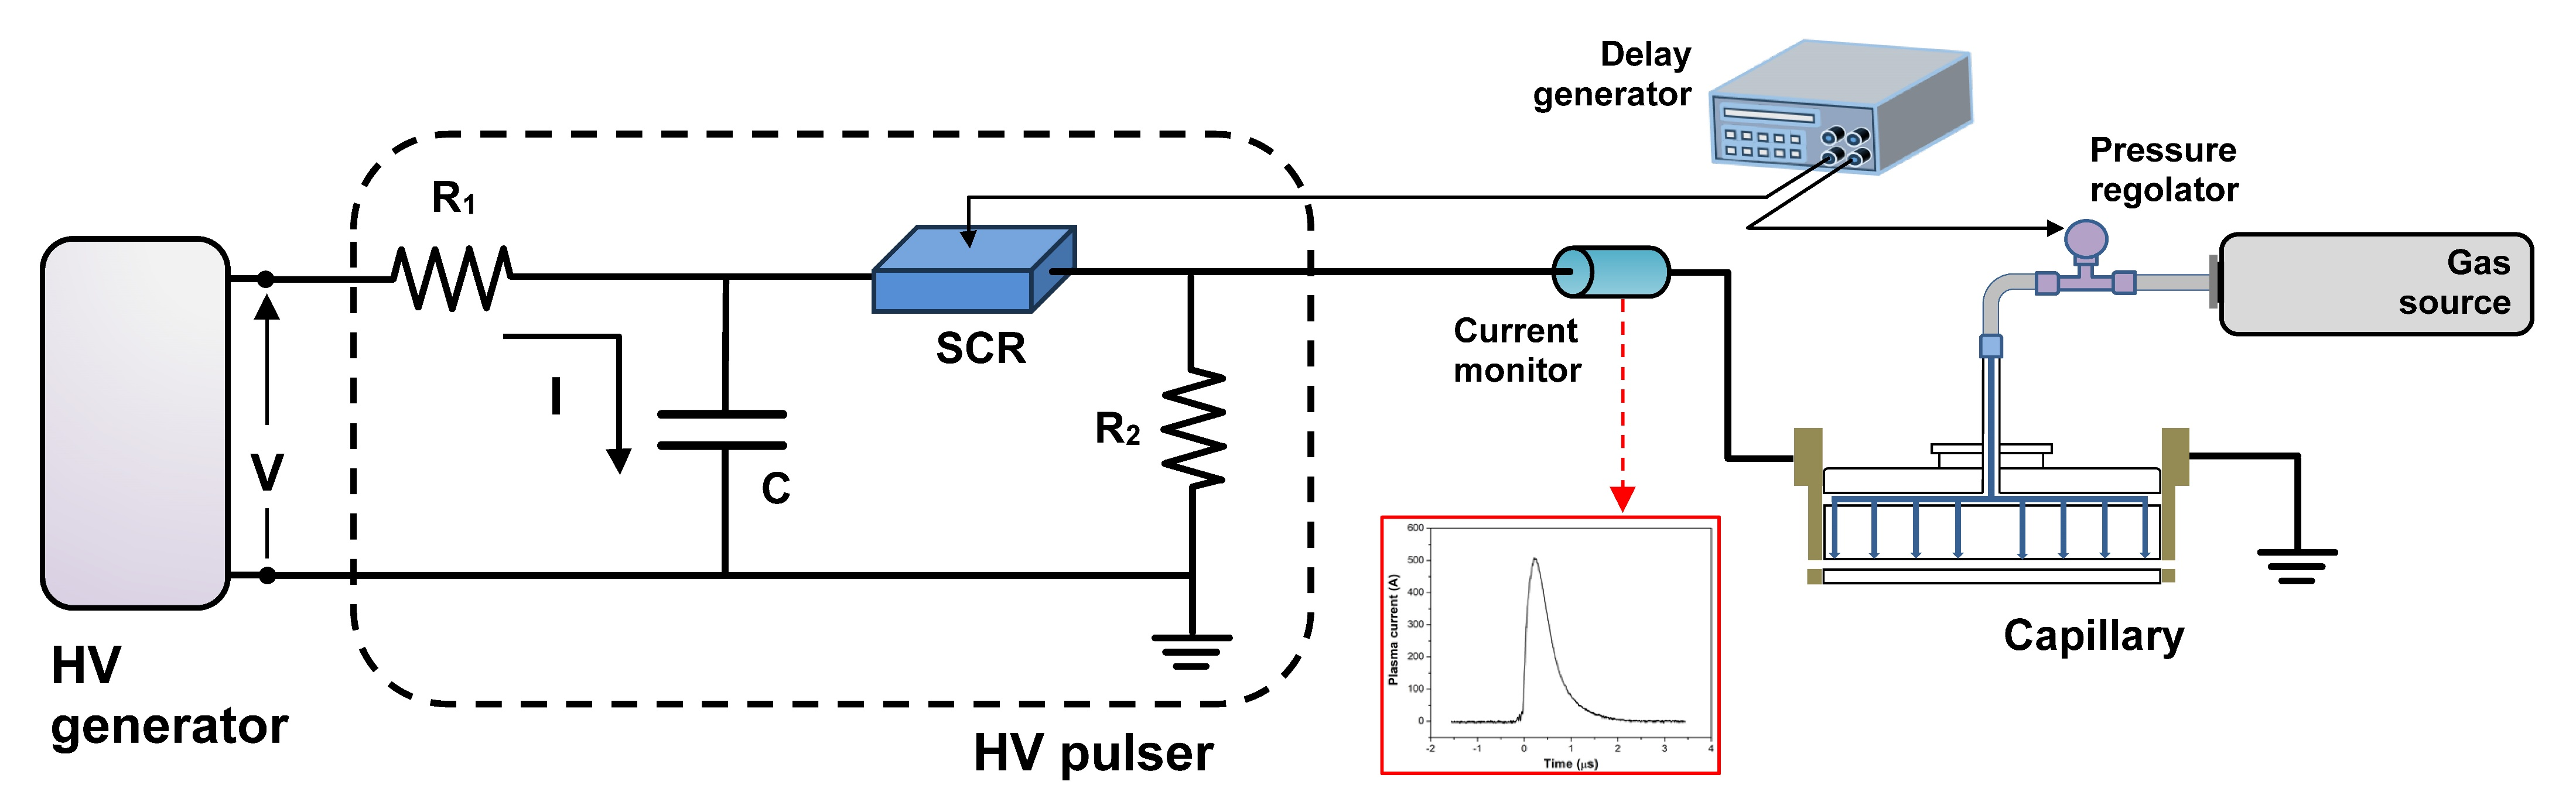 Delay
generator
Pressure
regolator
R1
Gas
source
SCR
Current
monitor
V
I
R2
C
HV
generator
HV pulser
Capillary
600
500
400
300
200
100
0
Plasma current (A)
-2 -1 0 1 2 3 4
Time (μs)